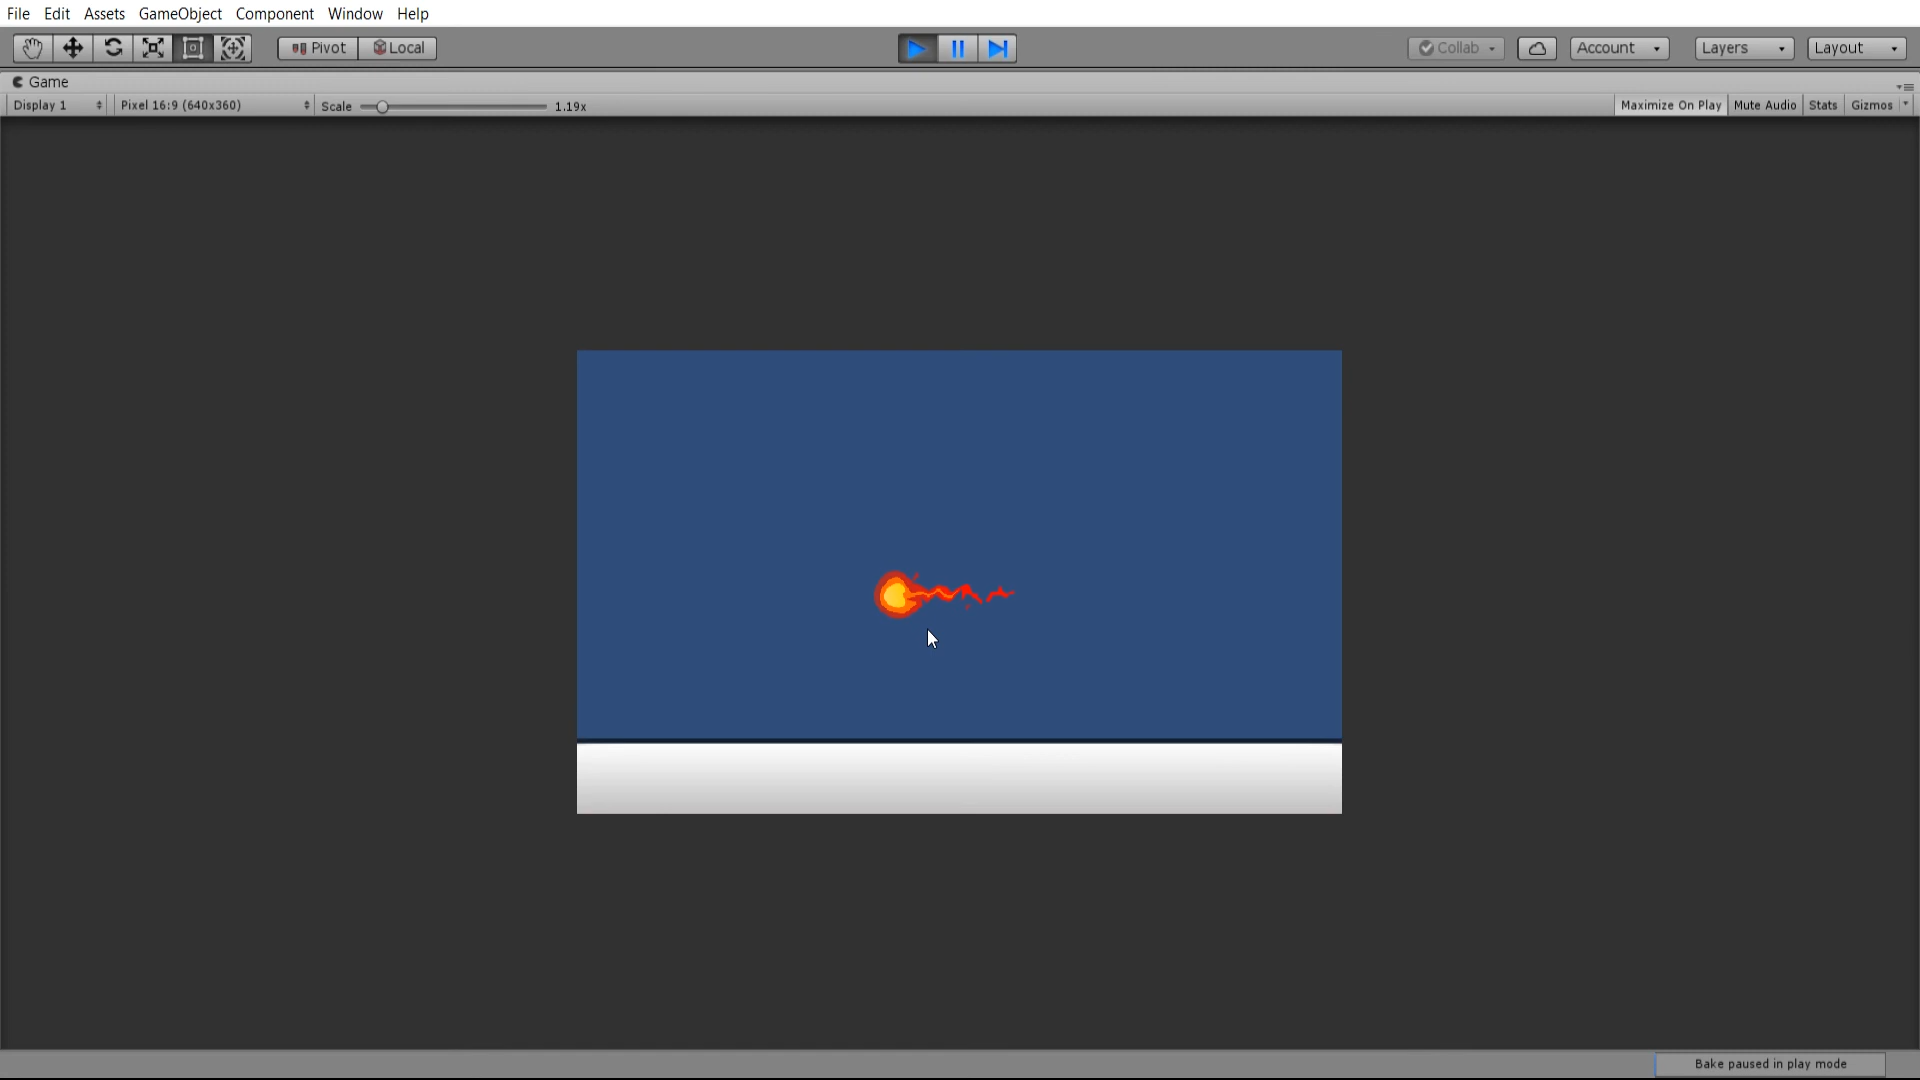 File Edit Assets GameObject Component Window Help
Pivot Local Collab Account Layers Layout
Game
Display 1 Pixel 16:9 (640x360) Scale 1.19x Maximize On Play Mute Audio Stats Gizmos
Bake paused in play mode